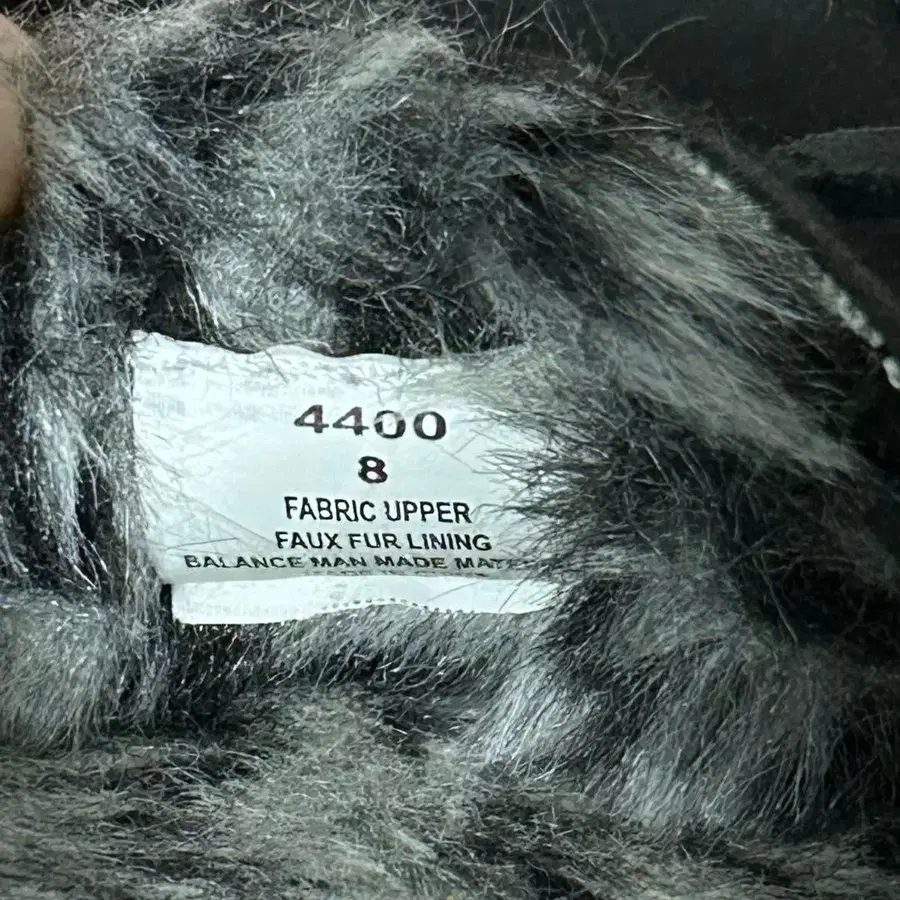 4400
8
FABRIC UPPER
FAUX FUR LINING
BALANCE MAN MADE